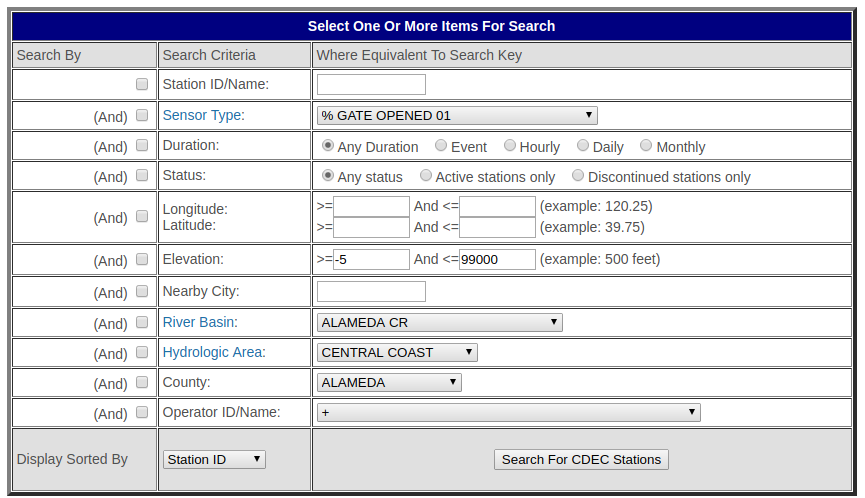 Select One Or More Items For Search
Search By Search Criteria Where Equivalent To Search Key
Station ID/Name:
(And) Sensor Type: % GATE OPENED 01
(And) Duration: Any Duration Event Hourly Daily Monthly
(And) Status: Any status Active stations only Discontinued stations only
(And) Longitude: >= And <= (example: 120.25)
Latitude: >= And <= (example: 39.75)
(And) Elevation: >= -5 And <= 99000 (example: 500 feet)
(And) Nearby City:
(And) River Basin: ALAMEDA CR
(And) Hydrologic Area: CENTRAL COAST
(And) County: ALAMEDA
(And) Operator ID/Name: +
Display Sorted By Station ID Search For CDEC Stations